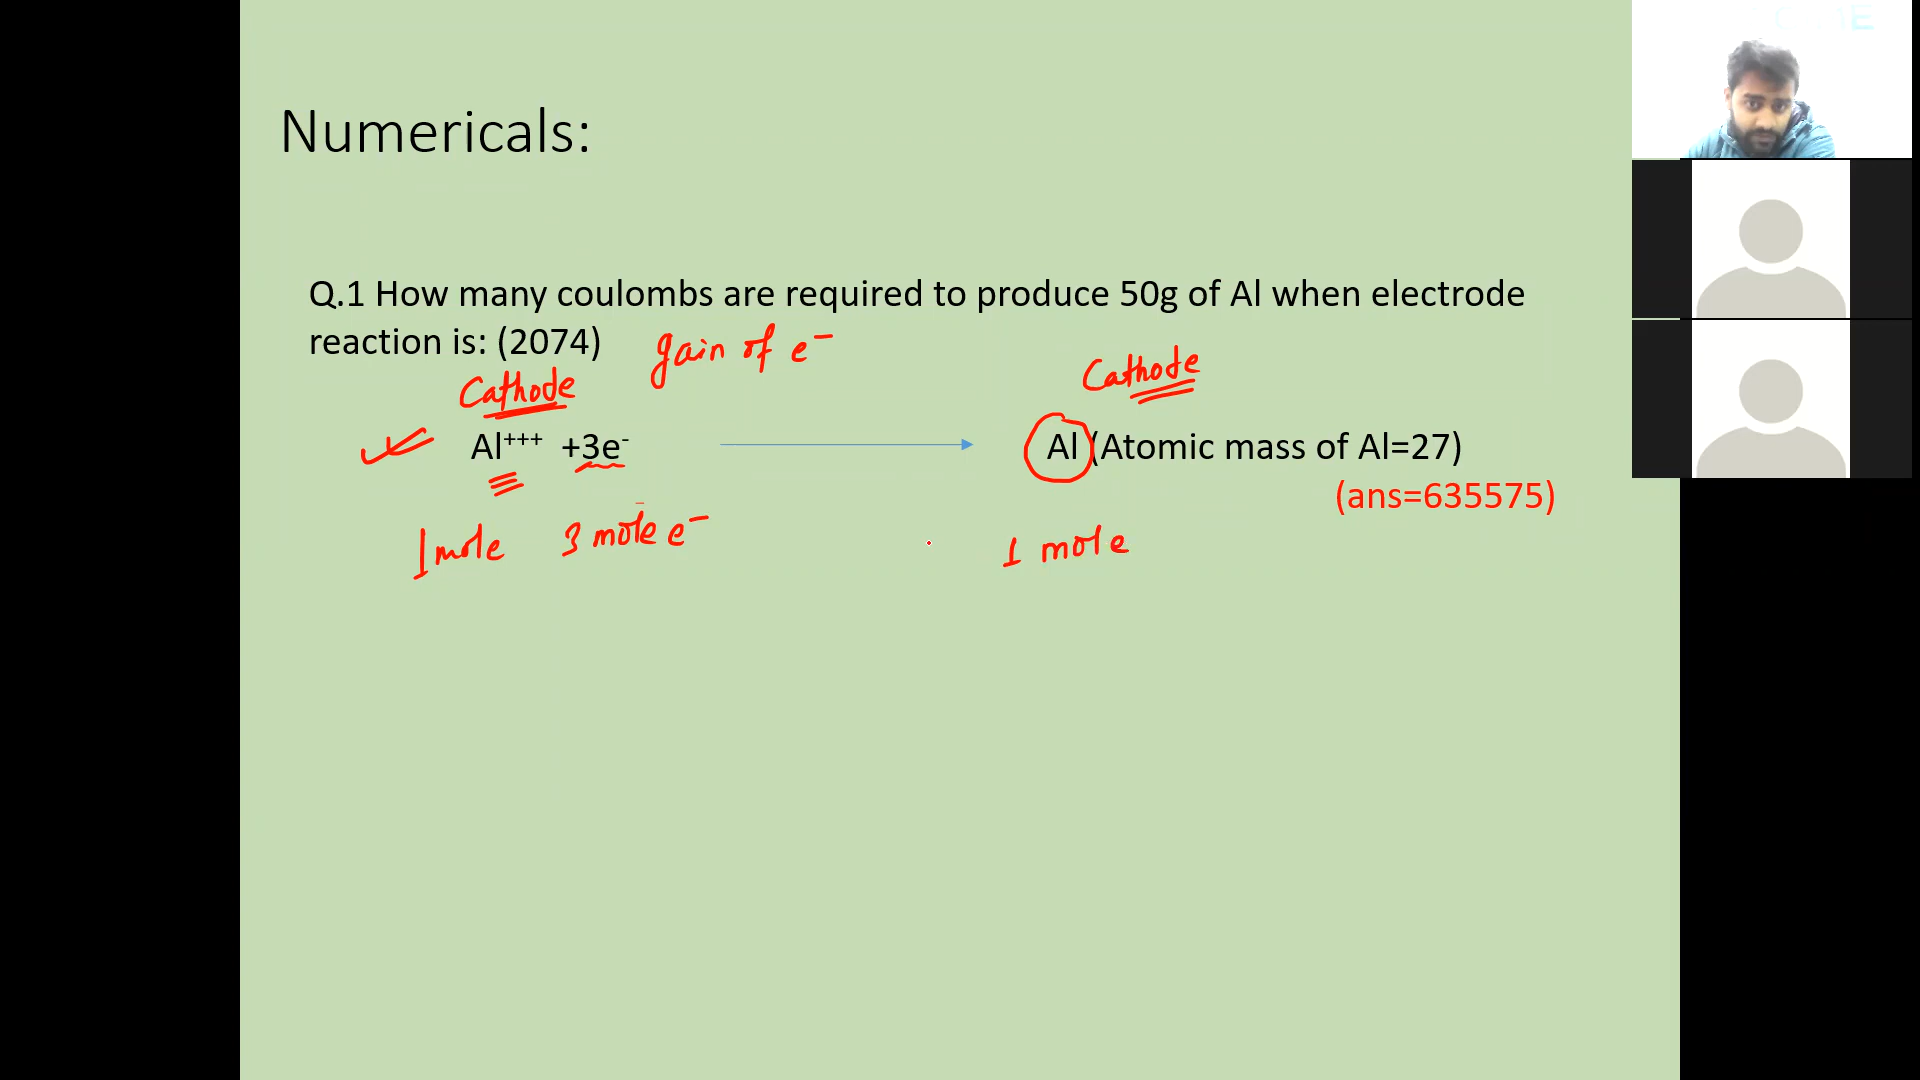 Numericals:
Q.1 How many coulombs are required to produce 50g of Al when electrode
reaction is: (2074)
gain of e⁻
Cathode
Cathode
Al⁺⁺⁺ +3e⁻ Al (Atomic mass of Al=27)
(ans=635575)
1 mole 3 mole e⁻ 1 mole